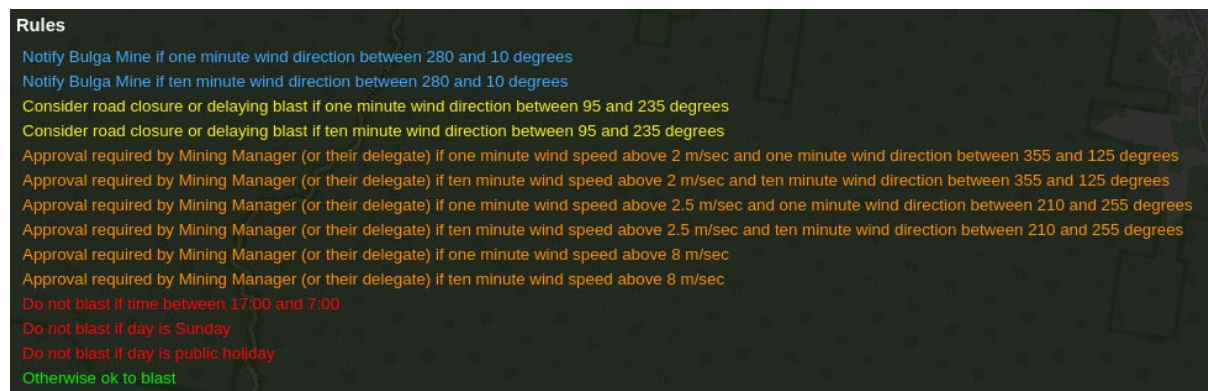 Rules
Notify Bulga Mine if one minute wind direction between 280 and 10 degrees
Notify Bulga Mine if ten minute wind direction between 280 and 10 degrees
Consider road closure or delaying blast if one minute wind direction between 95 and 235 degrees
Consider road closure or delaying blast if ten minute wind direction between 95 and 235 degrees
Approval required by Mining Manager (or their delegate) if one minute wind speed above 2 m/sec and one minute wind direction between 355 and 125 degrees
Approval required by Mining Manager (or their delegate) if ten minute wind speed above 2 m/sec and ten minute wind direction between 355 and 125 degrees
Approval required by Mining Manager (or their delegate) if one minute wind speed above 2.5 m/sec and one minute wind direction between 210 and 255 degrees
Approval required by Mining Manager (or their delegate) if ten minute wind speed above 2.5 m/sec and ten minute wind direction between 210 and 255 degrees
Approval required by Mining Manager (or their delegate) if one minute wind speed above 8 m/sec
Approval required by Mining Manager (or their delegate) if ten minute wind speed above 8 m/sec
Do not blast if time between 17:00 and 7:00
Do not blast if day is Sunday
Do not blast if day is public holiday
Otherwise ok to blast